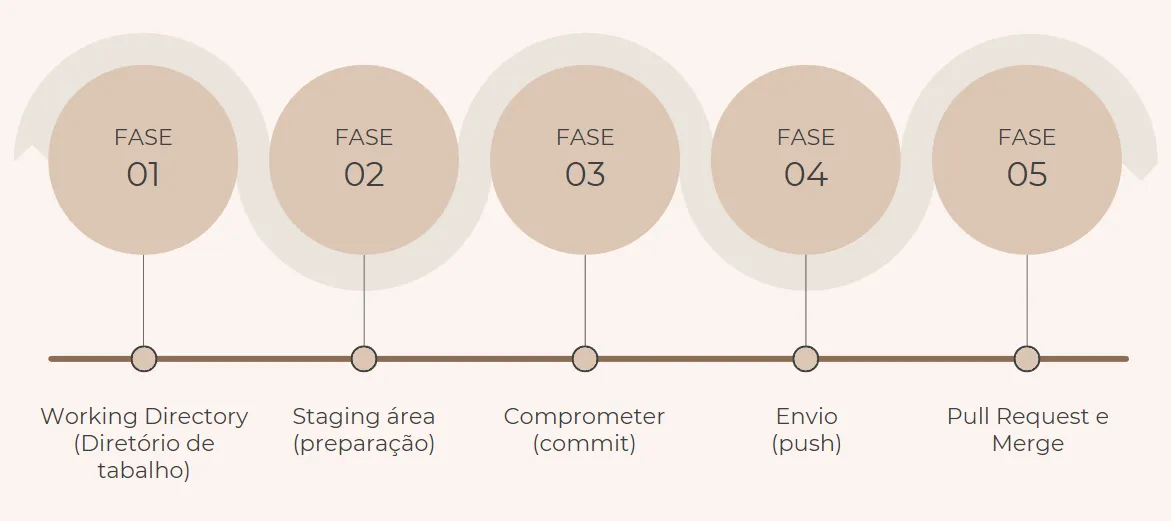 FASE
01
FASE
02
FASE
03
FASE
04
FASE
05
Working Directory
(Diretório de
tabalho)
Staging área
(preparação)
Comprometer
(commit)
Envio
(push)
Pull Request e
Merge